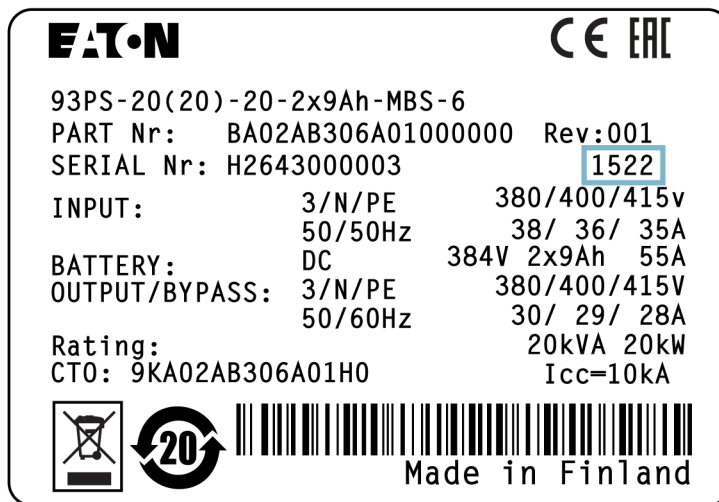 EATON CE EAC
93PS-20(20)-20-2x9Ah-MBS-6
PART Nr: BA02AB306A01000000 Rev:001
SERIAL Nr: H2643000003 1522
INPUT: 3/N/PE 380/400/415v
50/50Hz 38/ 36/ 35A
BATTERY: DC 384V 2x9Ah 55A
OUTPUT/BYPASS: 3/N/PE 380/400/415V
50/60Hz 30/ 29/ 28A
Rating: 20kVA 20kW
CTO: 9KA02AB306A01H0 Icc=10kA
20
Made in Finland